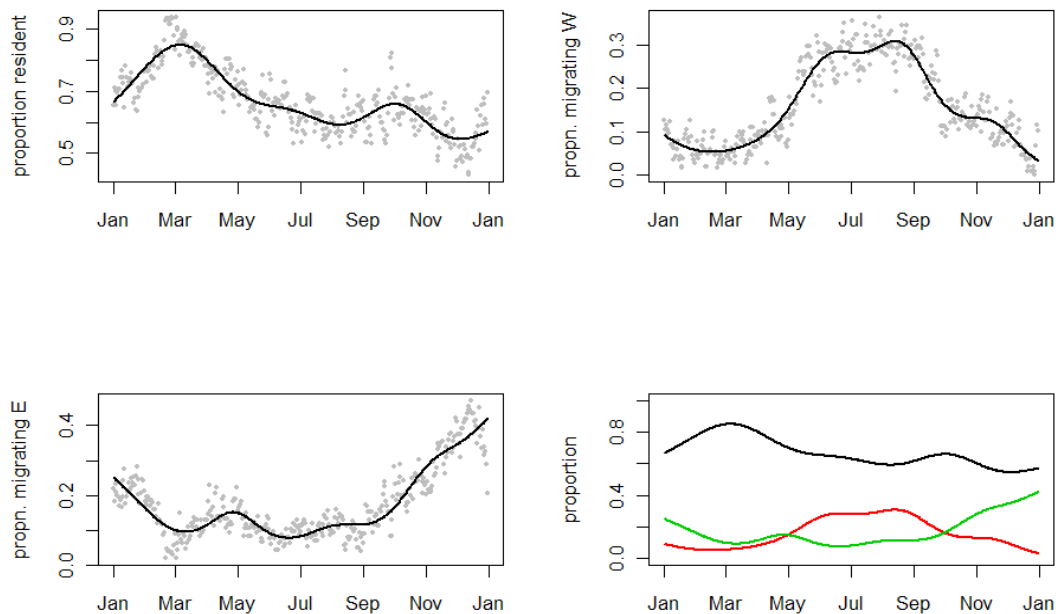 proportion resident
0.9
0.7
0.5
Jan Mar May Jul Sep Nov Jan
propn. migrating W
0.3
0.2
0.1
0.0
Jan Mar May Jul Sep Nov Jan
propn. migrating E
0.4
0.2
0.0
Jan Mar May Jul Sep Nov Jan
proportion
0.8
0.4
0.0
Jan Mar May Jul Sep Nov Jan